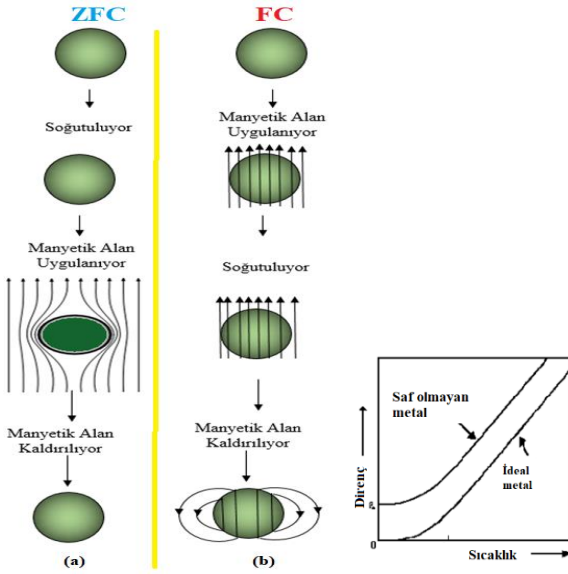 ZFC
Soğutuluyor
Manyetik Alan
Uygulanıyor
Manyetik Alan
Kaldırılıyor
(a)
FC
Manyetik Alan
Uygulanıyor
Soğutuluyor
Manyetik Alan
Kaldırılıyor
(b)
Saf olmayan
metal
İdeal
metal
Direnç
0
Sıcaklık